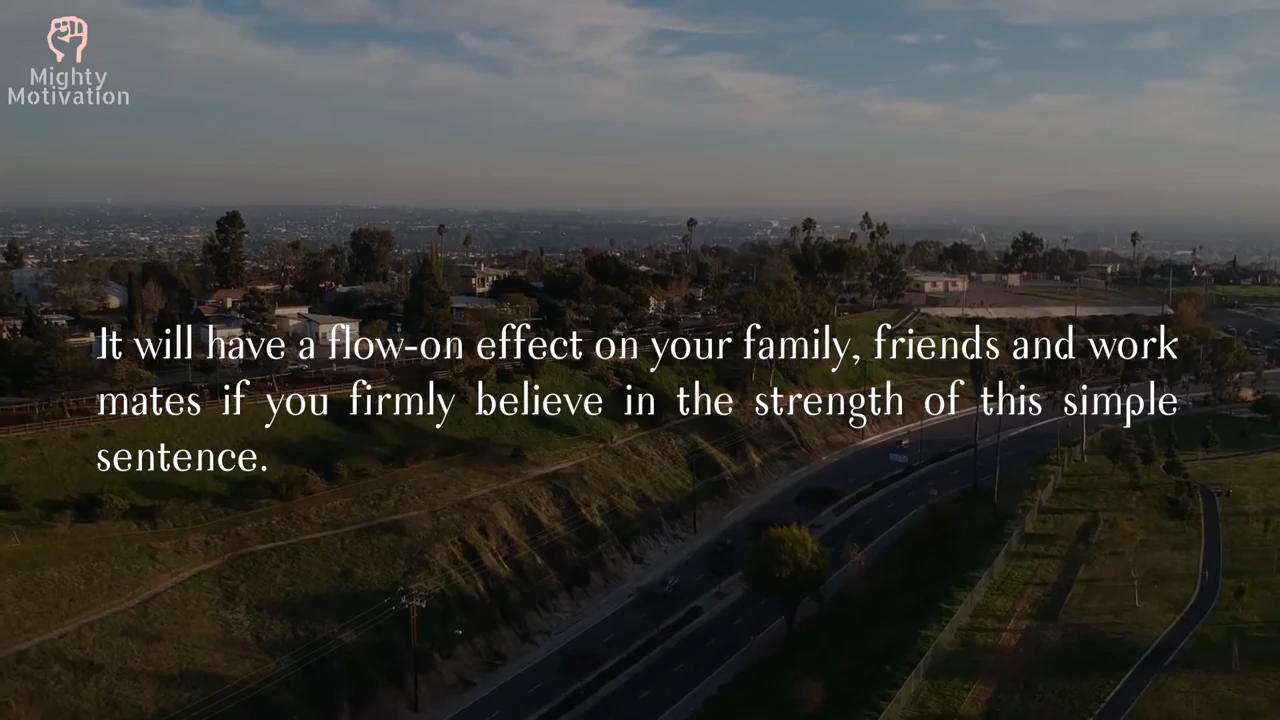 Mighty
Motivation
It will have a flow-on effect on your family, friends and work
mates if you firmly believe in the strength of this simple
sentence.